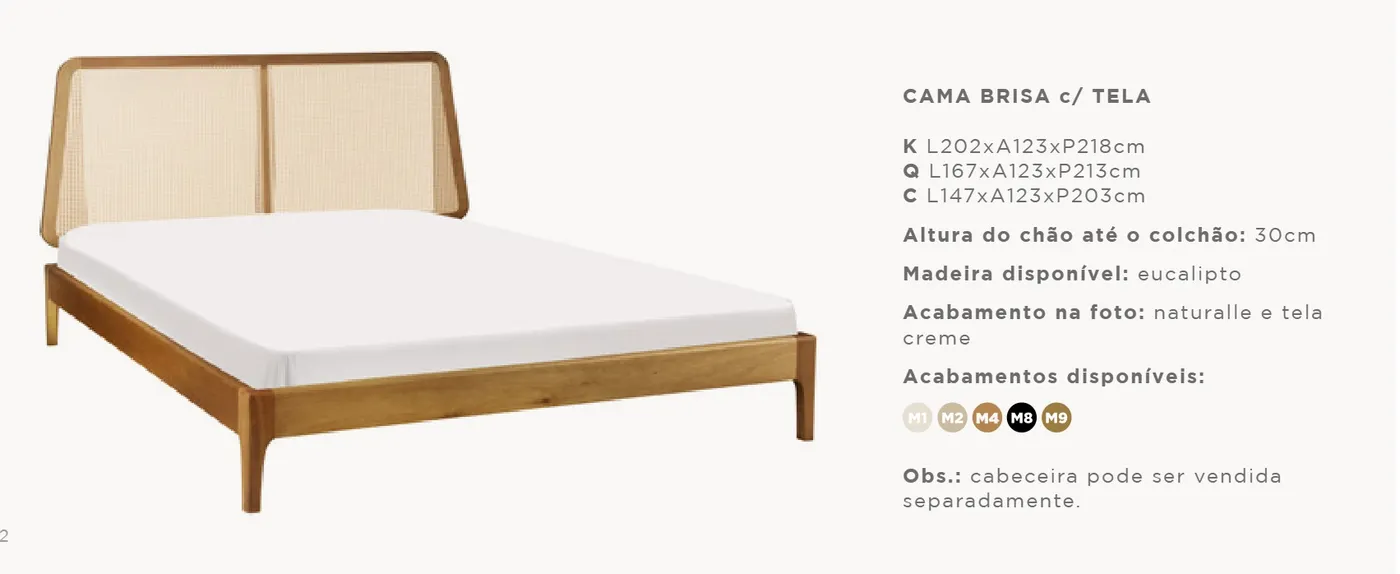 CAMA BRISA c/ TELA
K L202xA123xP218cm
Q L167xA123xP213cm
C L147xA123xP203cm
Altura do chão até o colchão: 30cm
Madeira disponível: eucalipto
Acabamento na foto: naturalle e tela
creme
Acabamentos disponíveis:
M1 M2 M4 M8 M9
Obs.: cabeceira pode ser vendida
separadamente.
2